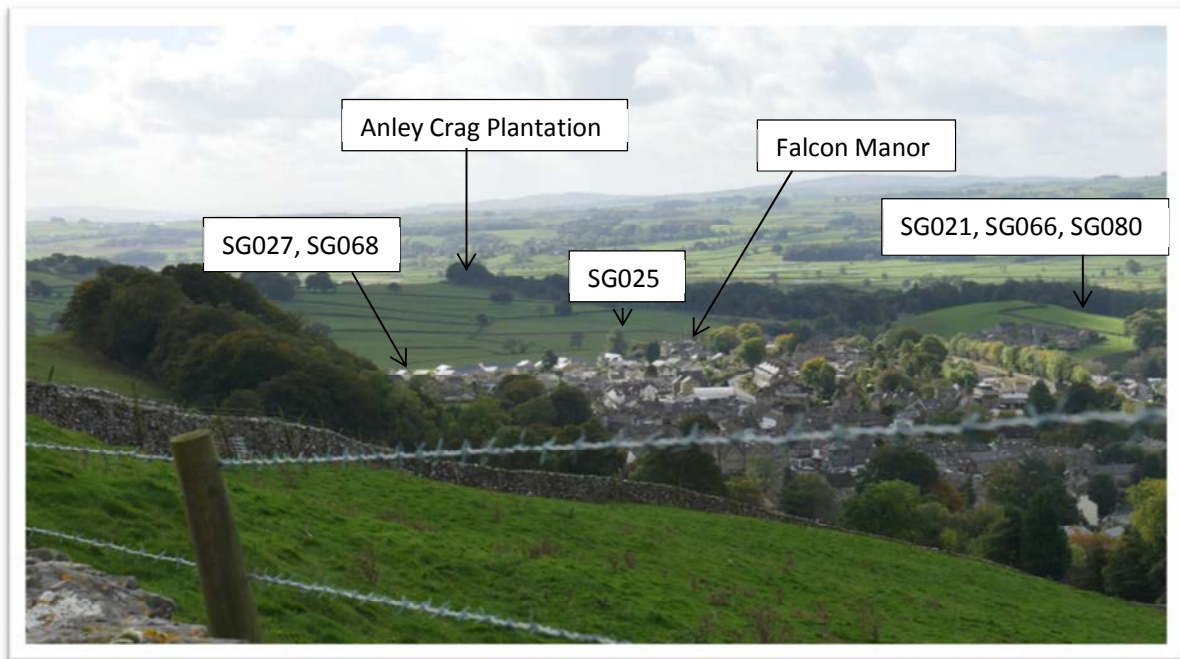 Anley Crag Plantation
Falcon Manor
SG021, SG066, SG080
SG027, SG068
SG025